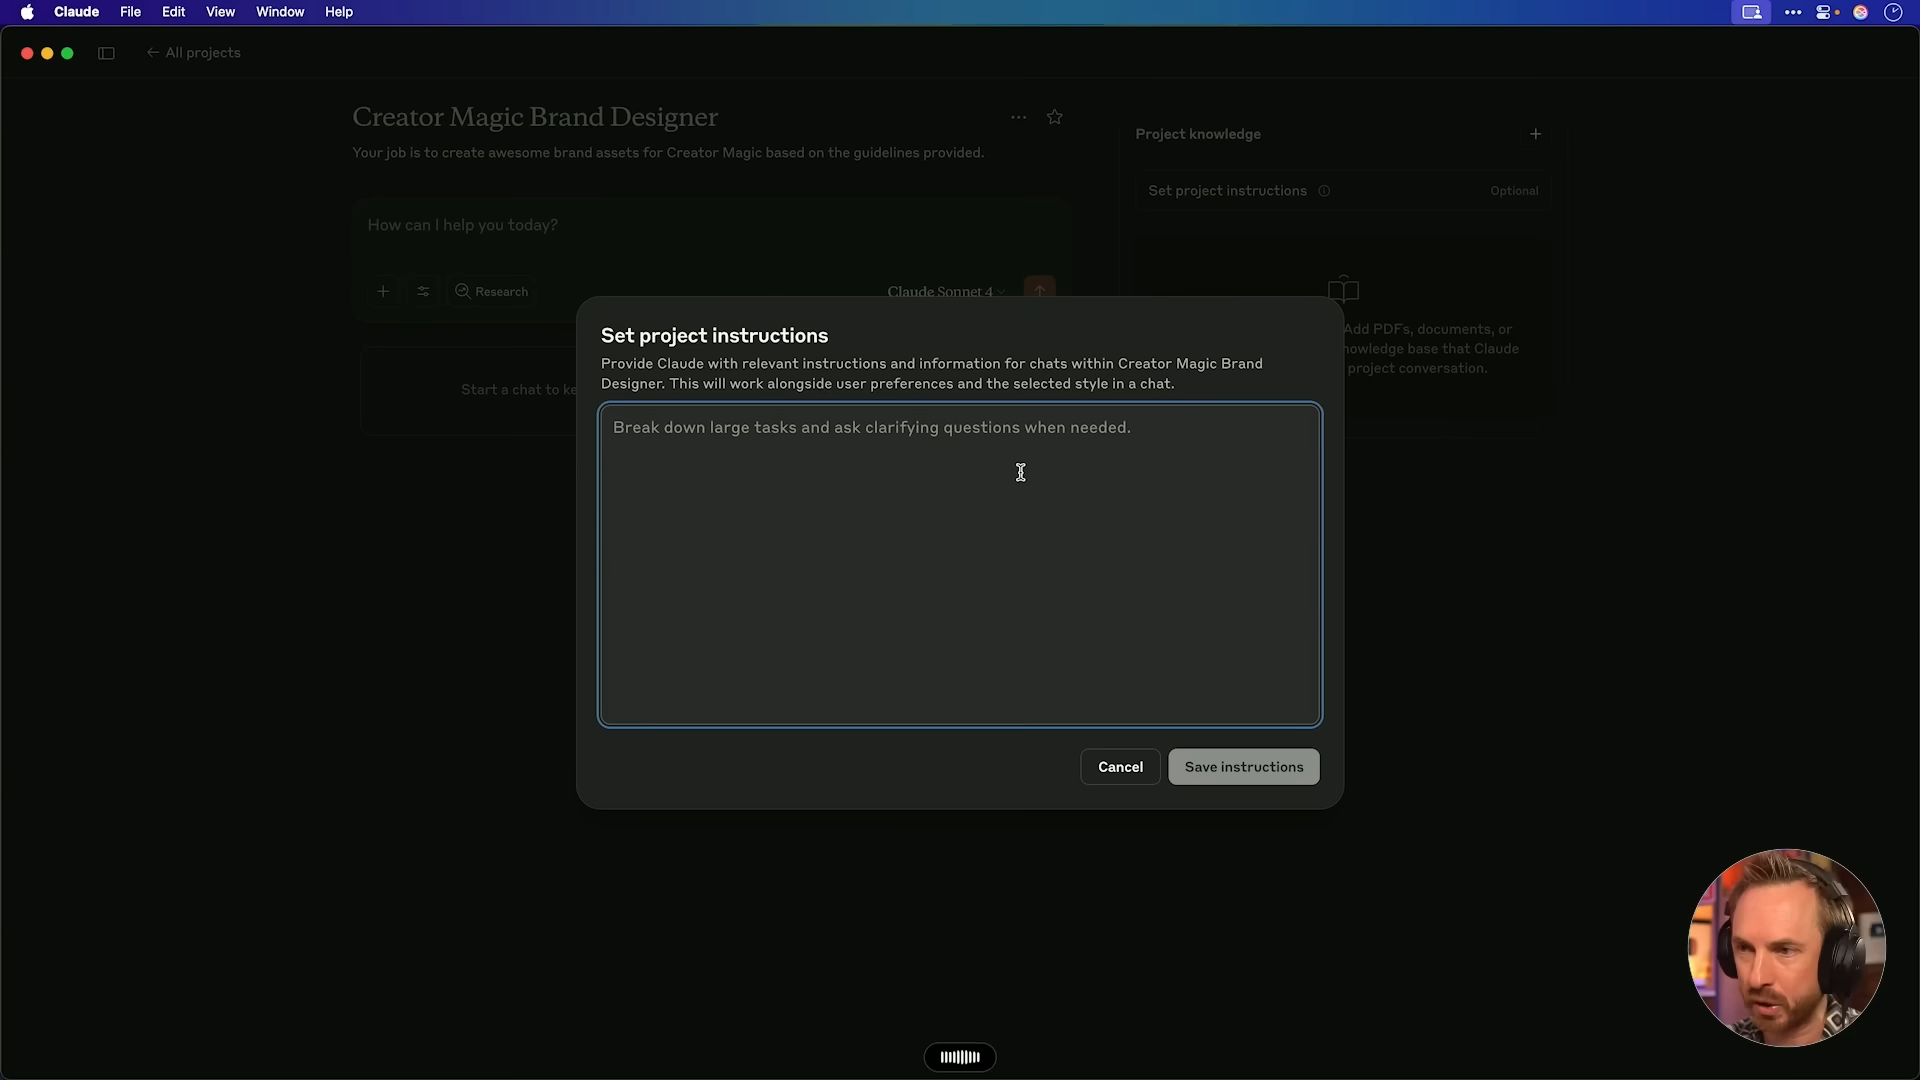 Claude File Edit View Window Help
← All projects
Creator Magic Brand Designer
Your job is to create awesome brand assets for Creator Magic based on the guidelines provided.
How can I help you today?
Research
Claude Sonnet 4
Start a chat to ke
Project knowledge
Set project instructions
Optional
Add PDFs, documents, or
nowledge base that Claude
project conversation.
Set project instructions
Provide Claude with relevant instructions and information for chats within Creator Magic Brand
Designer. This will work alongside user preferences and the selected style in a chat.
Break down large tasks and ask clarifying questions when needed.
Cancel
Save instructions